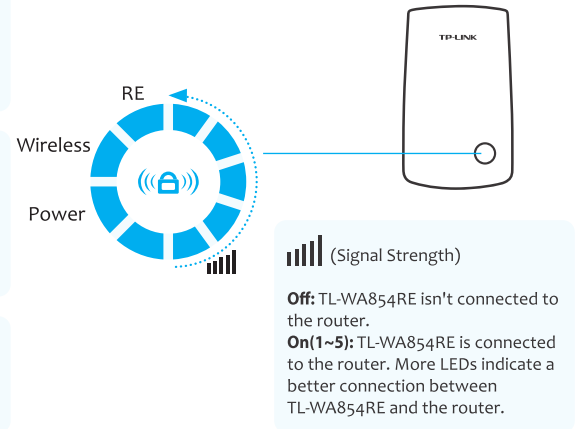 TP-LINK
RE
Wireless
Power
(Signal Strength)
Off: TL-WA854RE isn't connected to
the router.
On(1~5): TL-WA854RE is connected
to the router. More LEDs indicate a
better connection between
TL-WA854RE and the router.